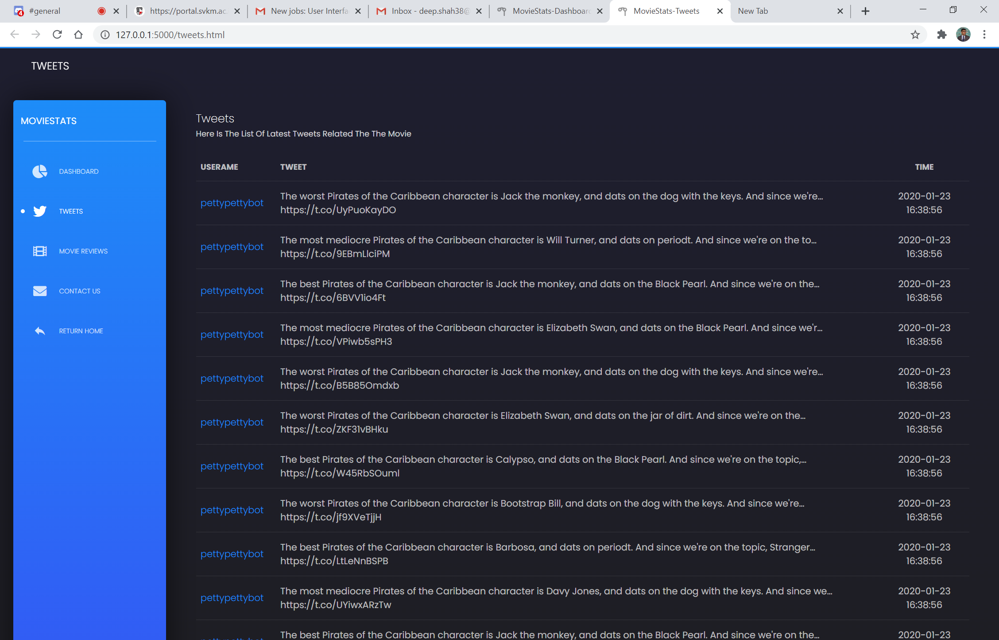 #general
https://portal.svkm.ac.
New jobs: User Interfa
Inbox - deep.shah38@
MovieStats-Dashboard
MovieStats-Tweets
New Tab
4
127.0.0.1:5000/tweets.html
TWEETS
MOVIESTATS
DASHBOARD
TWEETS
MOVIE REVIEWS
CONTACT US
RETURN HOME
Tweets
Here Is The List Of Latest Tweets Related The The Movie
USERAME TWEET TIME
pettypettybot
The worst Pirates of the Caribbean character is Jack the monkey, and dats on the dog with the keys. And since we're…
https://t.co/UyPuoKayDO
2020-01-23
16:38:56
pettypettybot
The most mediocre Pirates of the Caribbean character is Will Turner, and dats on periodt. And since we're on the to…
https://t.co/9EBmLlciPM
2020-01-23
16:38:56
pettypettybot
The best Pirates of the Caribbean character is Jack the monkey, and dats on the Black Pearl. And since we're on the…
https://t.co/6BVV1io4Ft
2020-01-23
16:38:56
pettypettybot
The most mediocre Pirates of the Caribbean character is Elizabeth Swan, and dats on the Black Pearl. And since we'r…
https://t.co/VPiwb5sPH3
2020-01-23
16:38:56
pettypettybot
The worst Pirates of the Caribbean character is Jack the monkey, and dats on the dog with the keys. And since we're…
https://t.co/B5B85Omdxb
2020-01-23
16:38:56
pettypettybot
The worst Pirates of the Caribbean character is Elizabeth Swan, and dats on the jar of dirt. And since we're on the…
https://t.co/ZKF31vBHku
2020-01-23
16:38:56
pettypettybot
The best Pirates of the Caribbean character is Calypso, and dats on the Black Pearl. And since we're on the topic,…
https://t.co/W45RbSOuml
2020-01-23
16:38:56
pettypettybot
The worst Pirates of the Caribbean character is Bootstrap Bill, and dats on the dog with the keys. And since we're…
https://t.co/jf9XVeTjjH
2020-01-23
16:38:56
pettypettybot
The best Pirates of the Caribbean character is Barbosa, and dats on periodt. And since we're on the topic, Stranger…
https://t.co/LtLeNnBSPB
2020-01-23
16:38:56
pettypettybot
The most mediocre Pirates of the Caribbean character is Davy Jones, and dats on the dog with the keys. And since we…
https://t.co/UYiwxARzTw
2020-01-23
16:38:56
pettypettybot
The best Pirates of the Caribbean character is Jack the monkey, and dats on the Black Pearl. And since we're on the…
2020-01-23